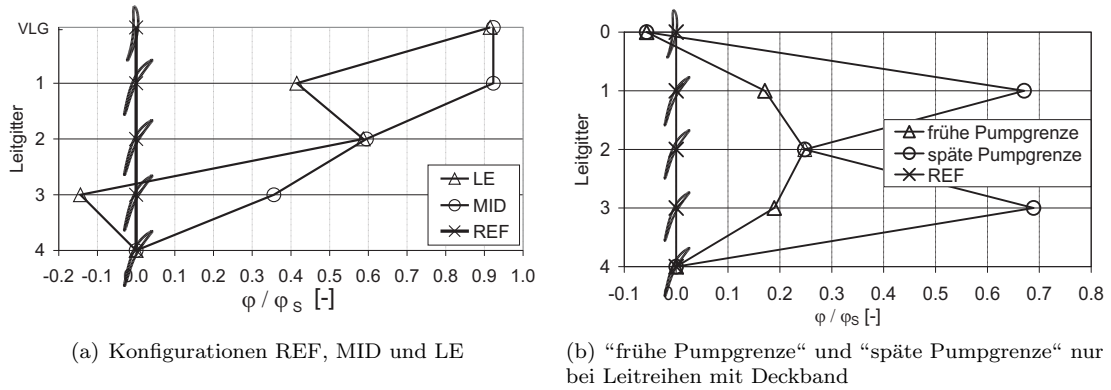 VLG
1
2
3
4
Leitgitter
-0.2 -0.1 0.0 0.1 0.2 0.3 0.4 0.5 0.6 0.7 0.8 0.9 1.0
φ / φ S [-]
LE
MID
REF
(a) Konfigurationen REF, MID und LE
0
1
2
3
4
Leitgitter
-0.1 0.0 0.1 0.2 0.3 0.4 0.5 0.6 0.7 0.8
φ / φS [-]
frühe Pumpgrenze
späte Pumpgrenze
REF
(b) “frühe Pumpgrenze“ und “späte Pumpgrenze“ nur
bei Leitreihen mit Deckband